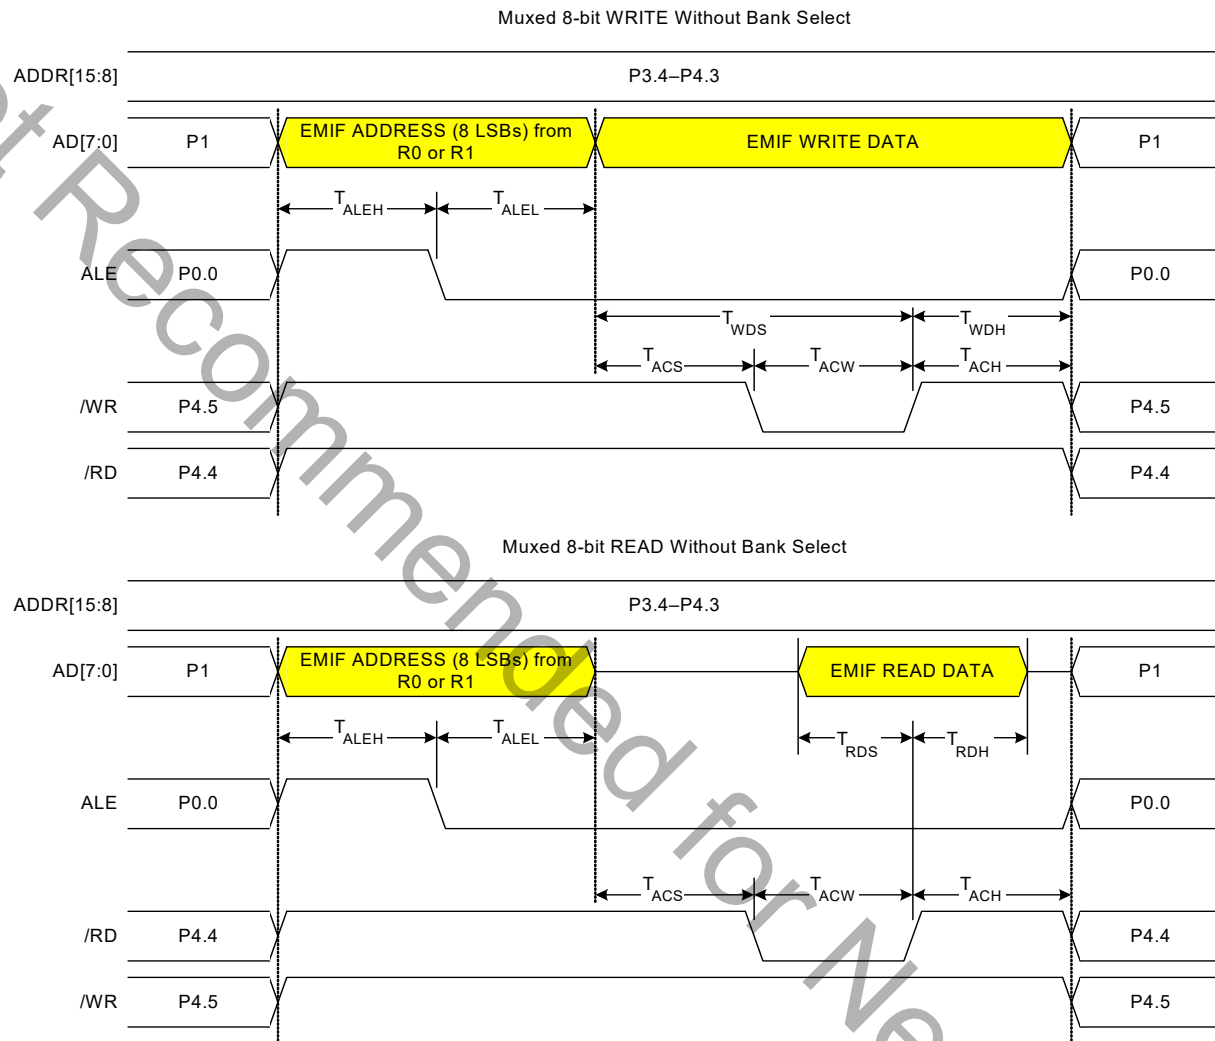 Muxed 8-bit WRITE Without Bank Select
ADDR[15:8] P3.4–P4.3
AD[7:0] P1 EMIF ADDRESS (8 LSBs) from R0 or R1 EMIF WRITE DATA P1
TALEH TALEL
ALE P0.0 P0.0
TWDS TWDH
TACS TACW TACH
/WR P4.5 P4.5
/RD P4.4 P4.4
Muxed 8-bit READ Without Bank Select
ADDR[15:8] P3.4–P4.3
AD[7:0] P1 EMIF ADDRESS (8 LSBs) from R0 or R1 EMIF READ DATA P1
TALEH TALEL TRDS TRDH
ALE P0.0 P0.0
TACS TACW TACH
/RD P4.4 P4.4
/WR P4.5 P4.5
Recommended for